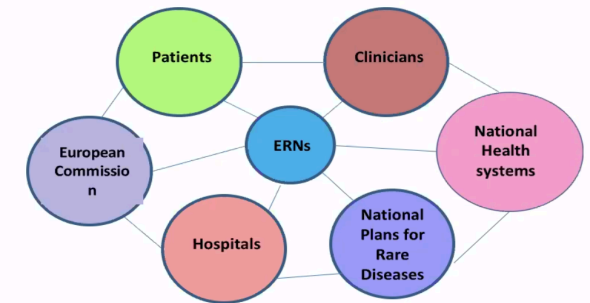 Patients
Clinicians
ERNs
National
Health
systems
European
Commissio
n
Hospitals
National
Plans for
Rare
Diseases